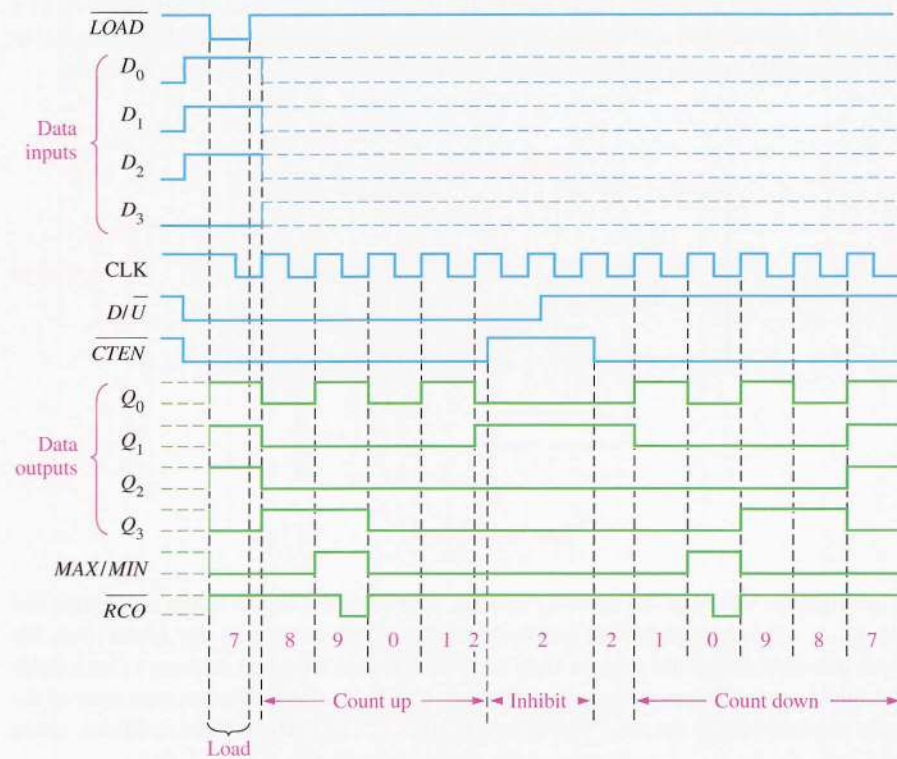 LOAD
D0
D1
Data
inputs
D2
D3
CLK
D/U
CTEN
Q0
Data
outputs
Q1
Q2
Q3
MAX/MIN
RCO
7 8 9 0 1 2 2 2 1 0 9 8 7
Count up Inhibit Count down
Load